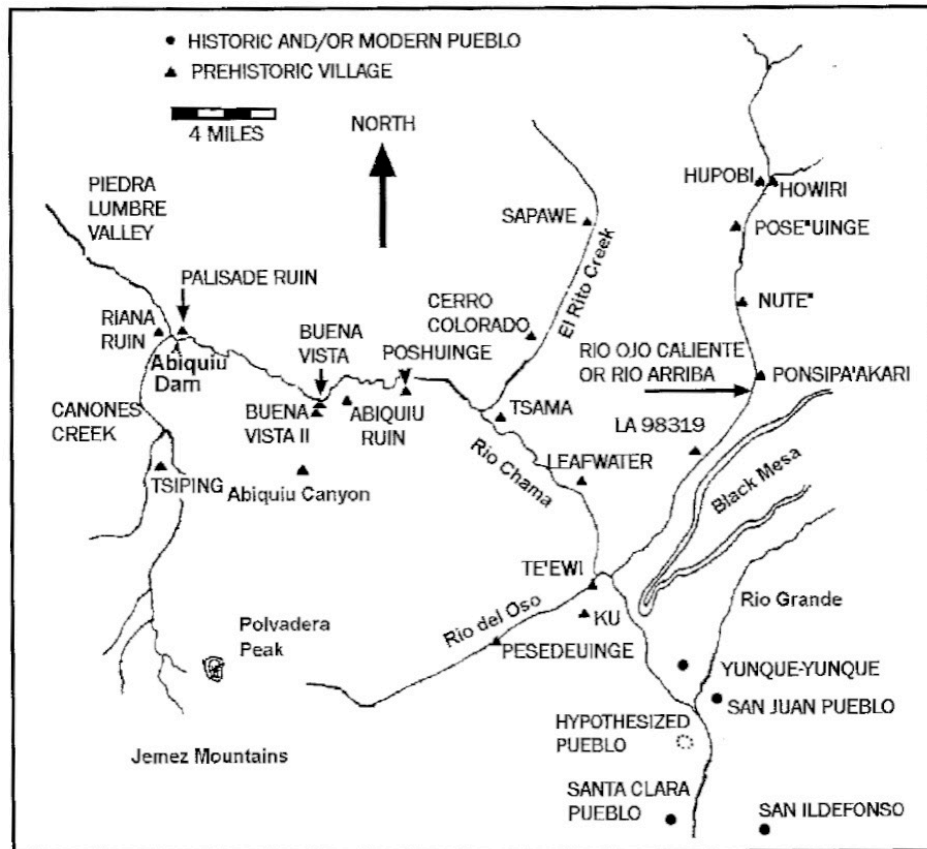 HISTORIC AND/OR MODERN PUEBLO
PREHISTORIC VILLAGE
4 MILES
NORTH
PIEDRA
LUMBRE
VALLEY
HUPOBI
HOWIRI
SAPAWE
POSE"UINGE
PALISADE RUIN
El Rito Creek
NUTE"
RIANA
RUIN
BUENA
VISTA
CERRO
COLORADO
POSHUINGE
RIO OJO CALIENTE
OR RIO ARRIBA
PONSIPA'AKARI
Abiquiu
Dam
CANONES
CREEK
BUENA
VISTA II
ABIQUIU
RUIN
TSAMA
LA 98319
Rio Chama
LEAFWATER
Black Mesa
TSIPING
Abiquiu Canyon
TE'EWI
Rio Grande
Rio del Oso
KU
Polvadera
Peak
PESEDEUINGE
YUNQUE-YUNQUE
SAN JUAN PUEBLO
HYPOTHESIZED
PUEBLO
Jemez Mountains
SANTA CLARA
PUEBLO
SAN ILDEFONSO